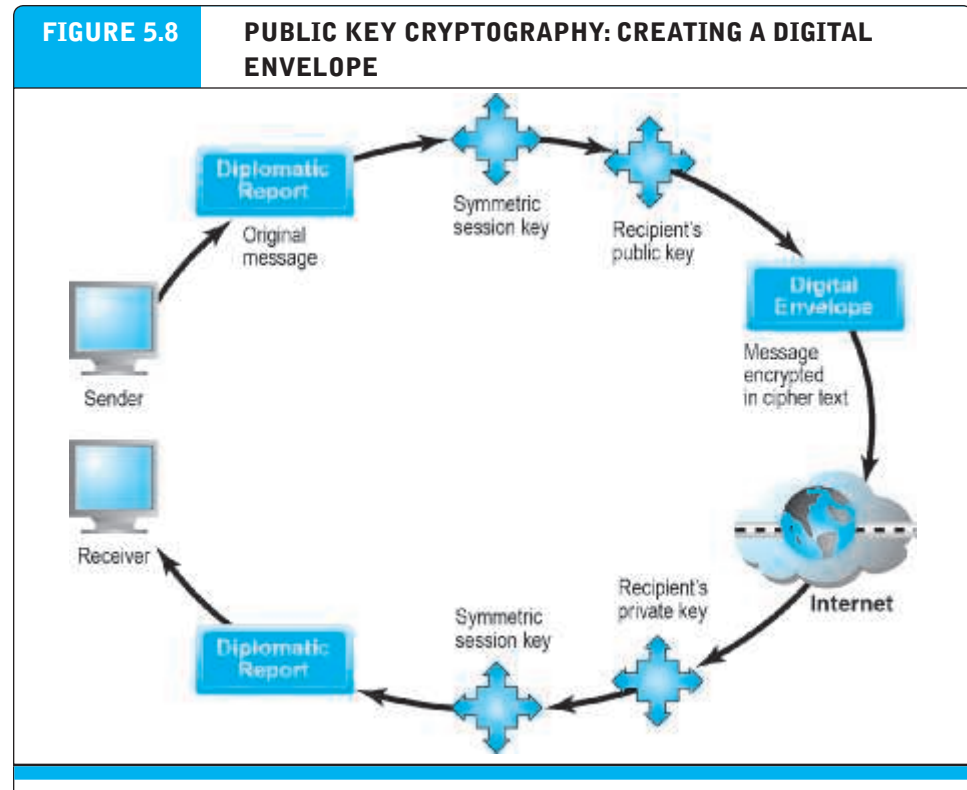 FIGURE 5.8
PUBLIC KEY CRYPTOGRAPHY: CREATING A DIGITAL
ENVELOPE
Diplomatic
Report
Original
message
Symmetric
session key
Recipient's
public key
Digital
Envelope
Message
encrypted
in cipher text
Sender
Receiver
Internet
Recipient's
private key
Symmetric
session key
Diplomatic
Report